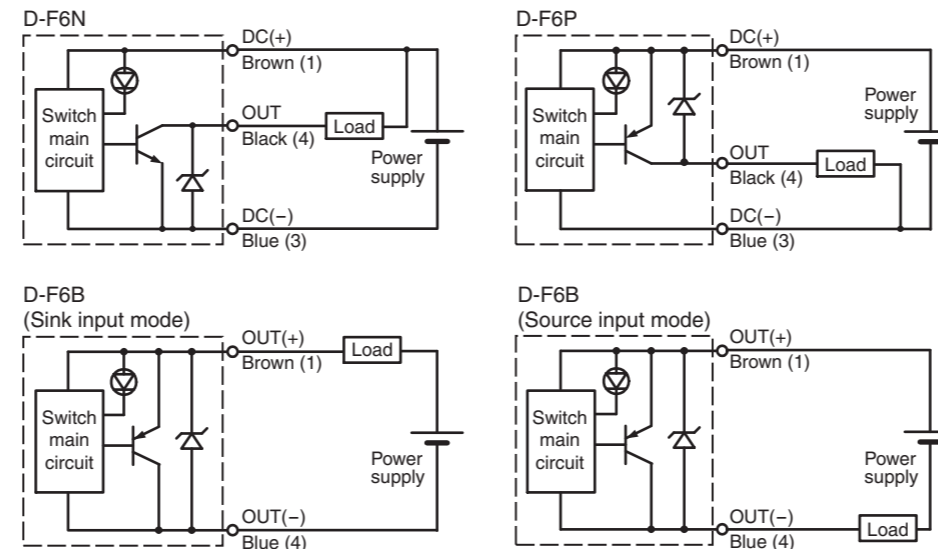 D-F6N
DC(+)
Brown (1)
Switch
main
circuit
OUT
Black (4)
Load
Power
supply
DC(−)
Blue (3)
D-F6P
DC(+)
Brown (1)
Switch
main
circuit
Power
supply
OUT
Black (4)
Load
DC(−)
Blue (3)
D-F6B
(Sink input mode)
OUT(+)
Brown (1)
Load
Switch
main
circuit
Power
supply
OUT(−)
Blue (4)
D-F6B
(Source input mode)
OUT(+)
Brown (1)
Switch
main
circuit
Power
supply
OUT(−)
Blue (4)
Load